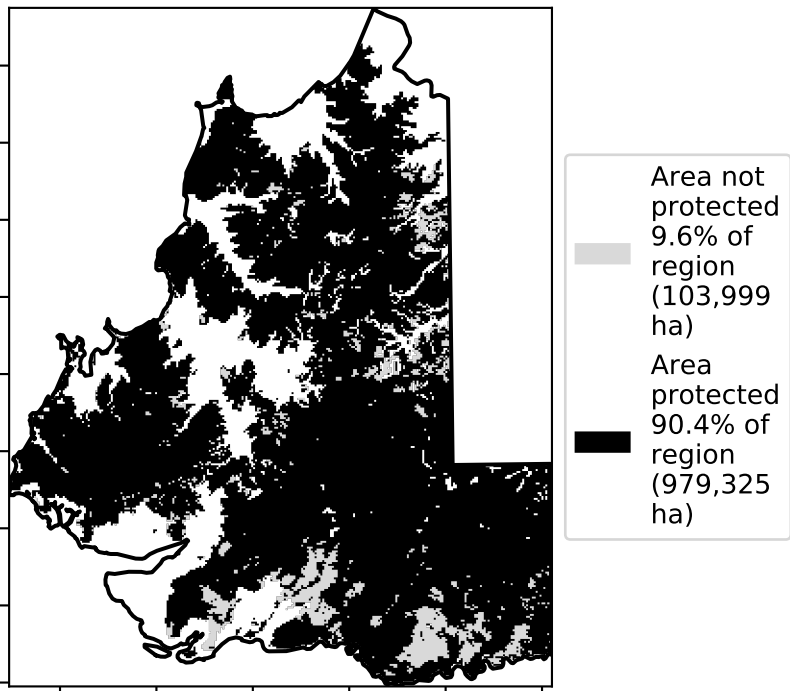 Area not
protected
9.6% of
region
(103,999
ha)
Area
protected
90.4% of
region
(979,325
ha)